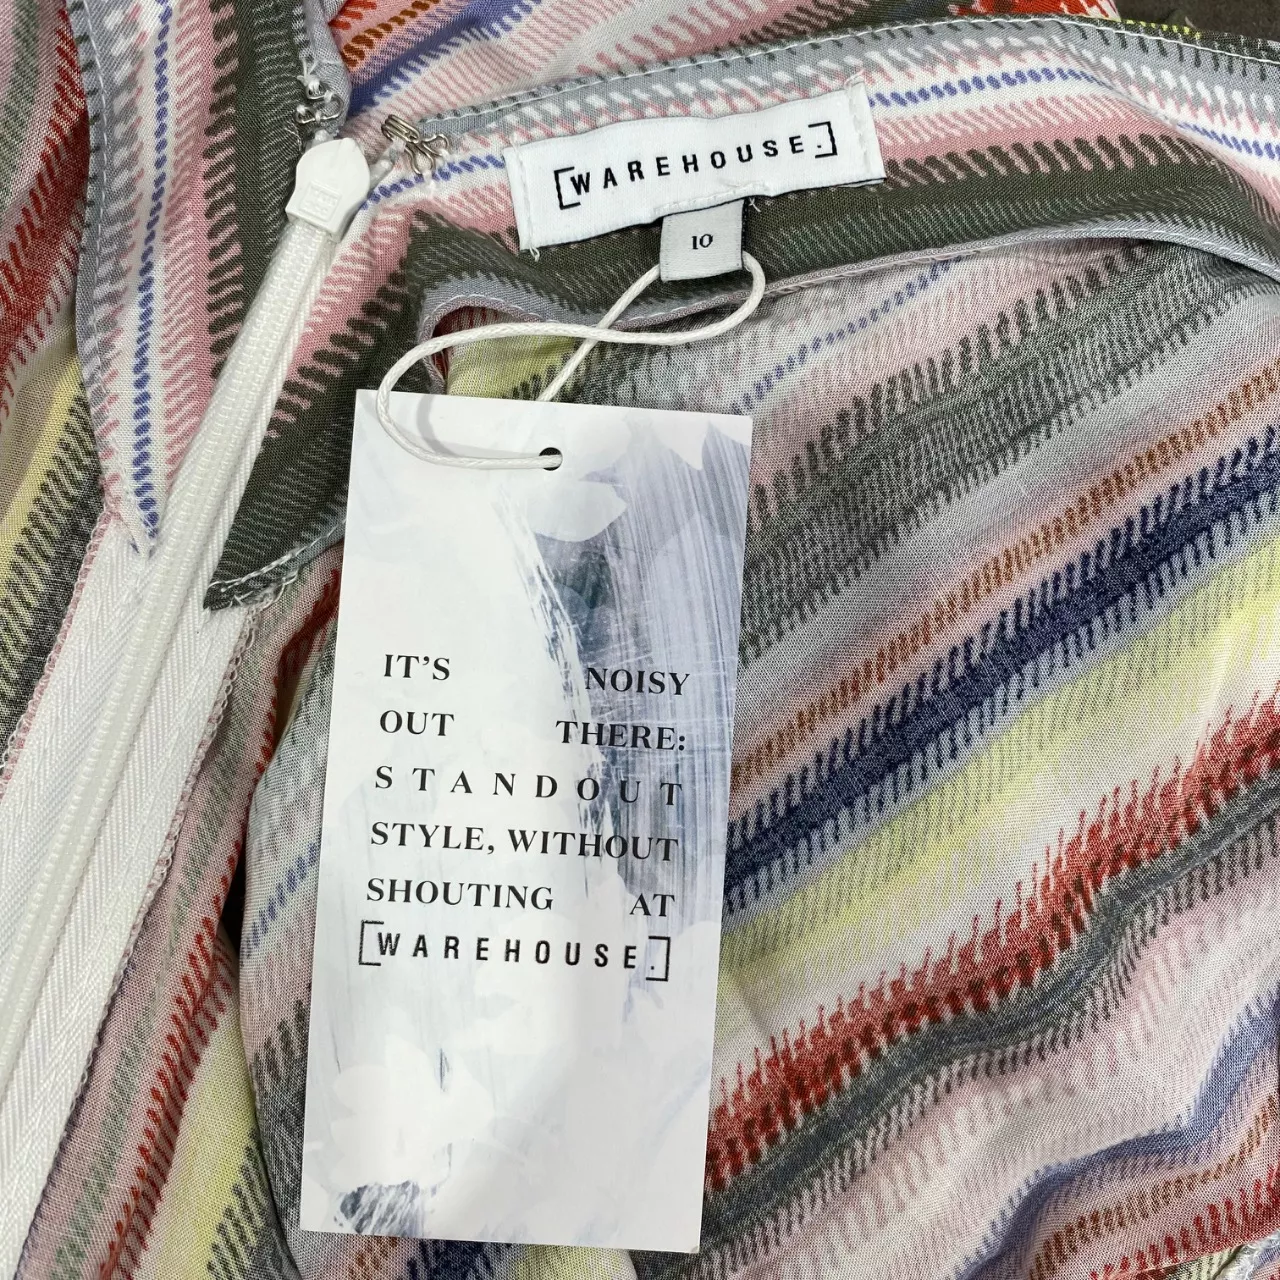 [WAREHOUSE.]
10
IT'S NOISY
OUT THERE:
STANDOUT
STYLE, WITHOUT
SHOUTING AT
[WAREHOUSE.]